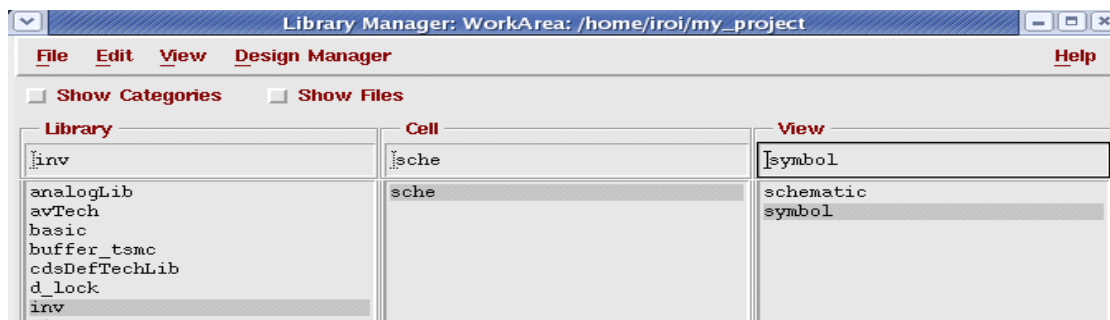 Library Manager: WorkArea: /home/iroi/my_project
File Edit View Design Manager Help
Show Categories Show Files
Library Cell View
inv sche symbol
analogLib sche schematic
avTech symbol
basic
buffer_tsmc
cdsDefTechLib
d_lock
inv